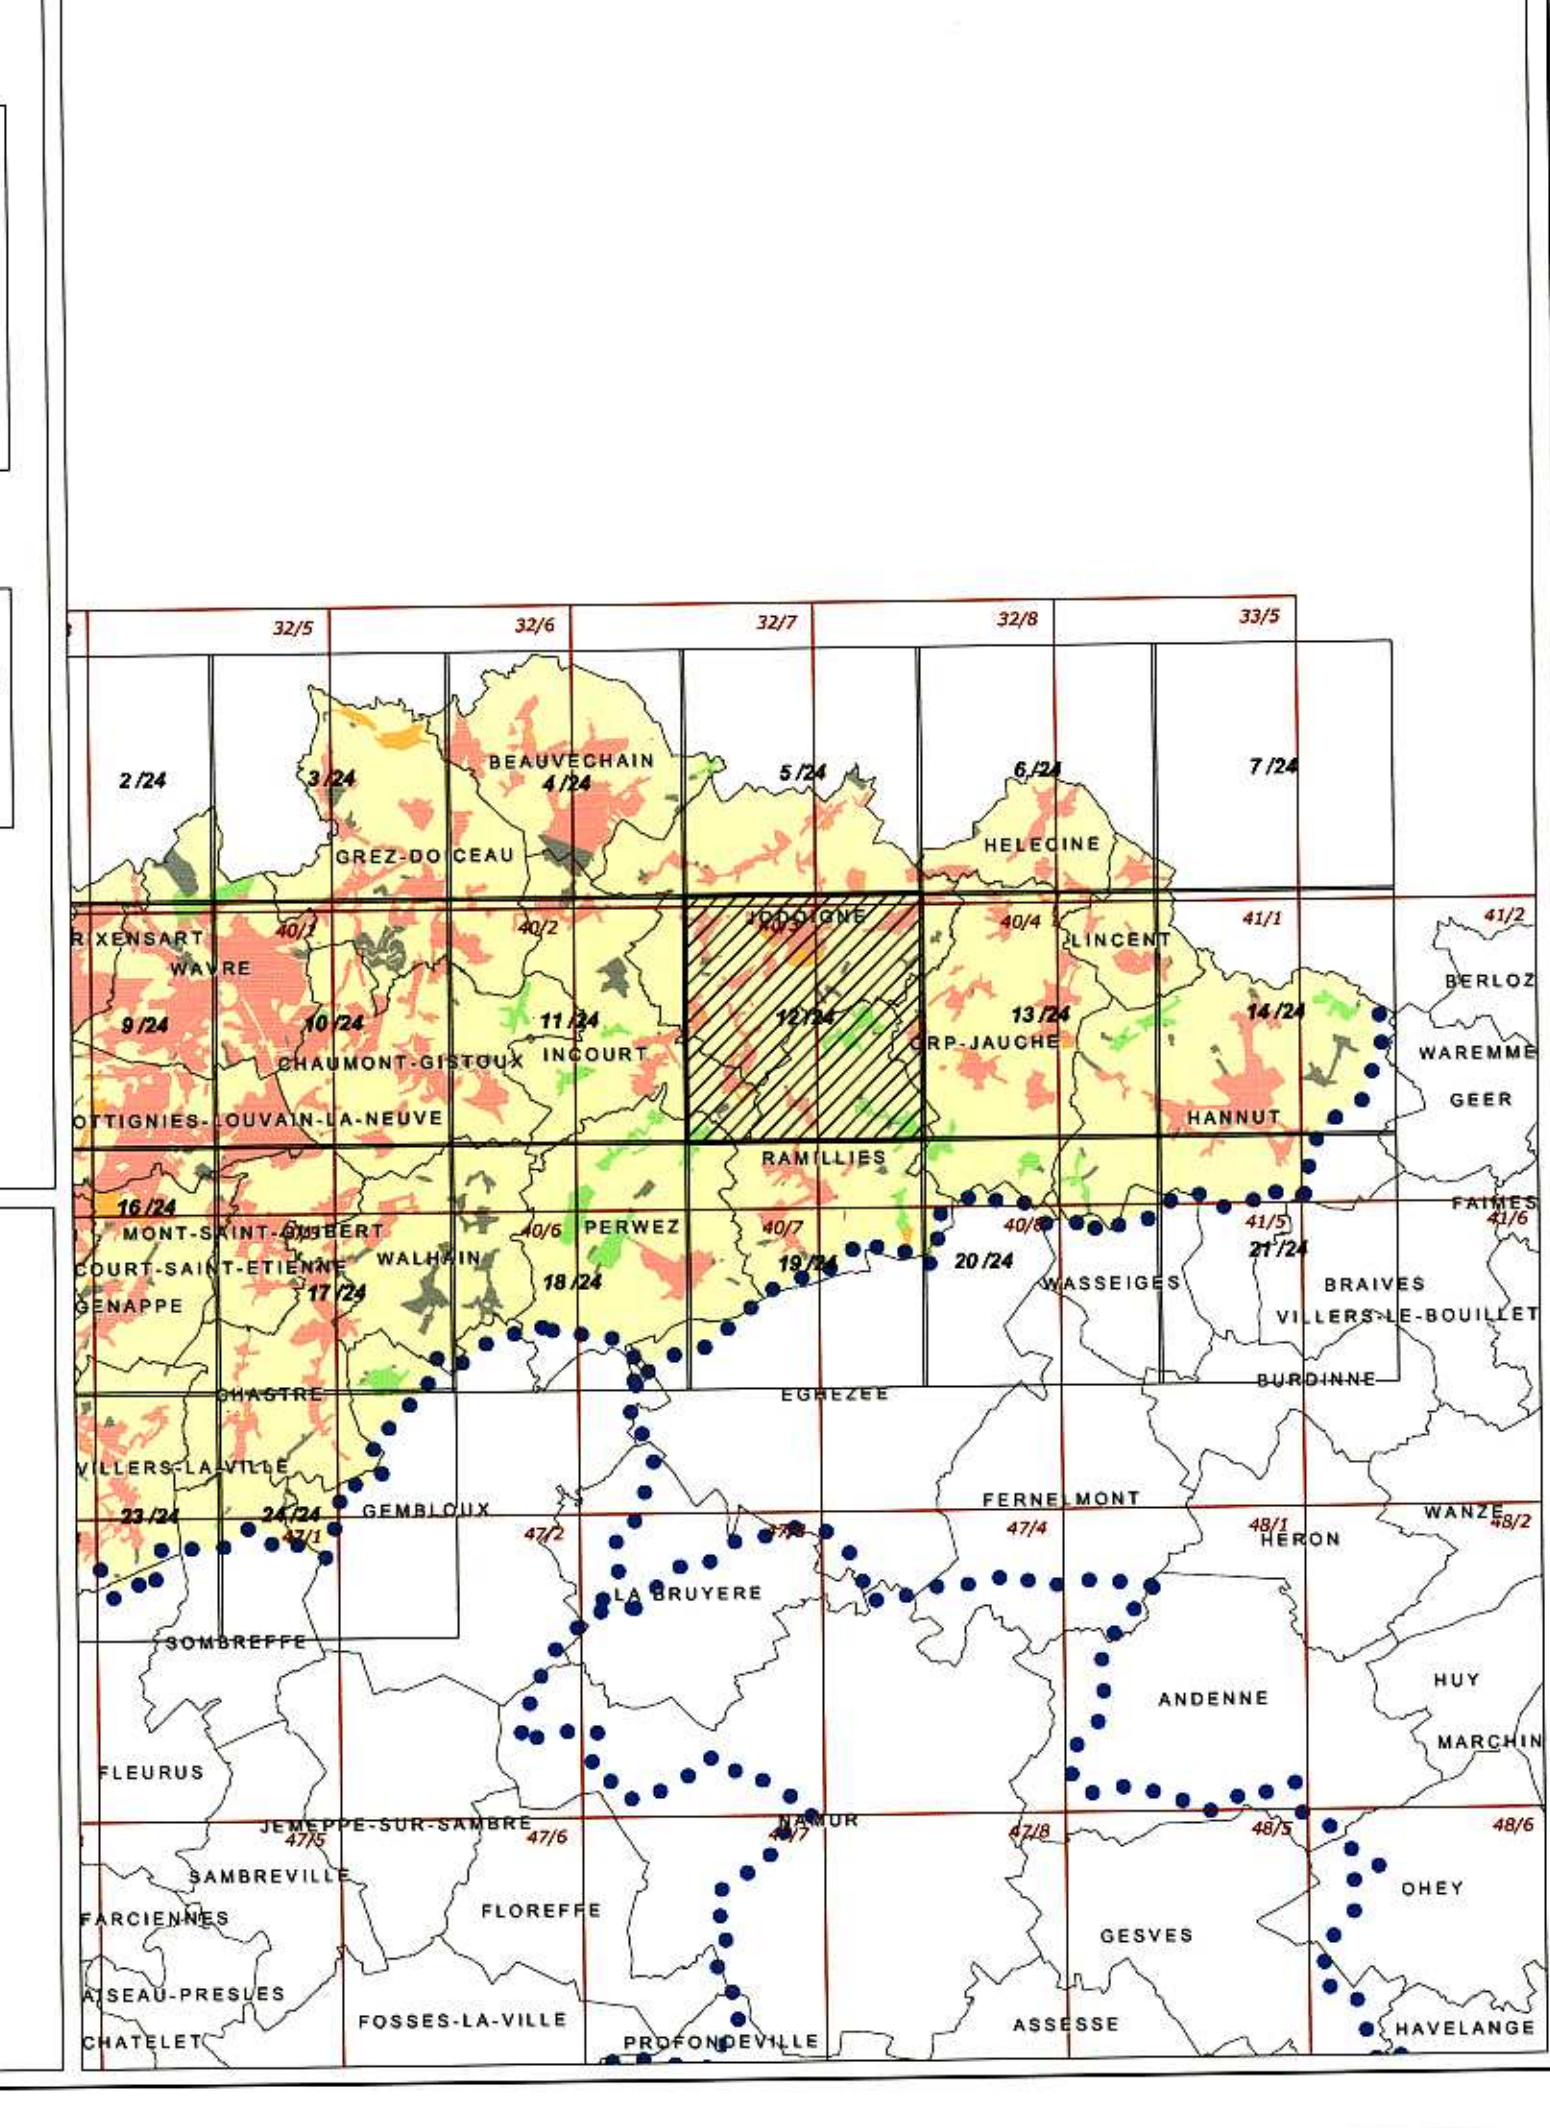 32/5
32/6
32/7
32/8
33/5
BEAUVECHAIN
2 /24
3 /24
4 /24
5 /24
6 /24
7 /24
GREZ-DOICEAU
HELECINE
JODOIGNE
RIXENSART
40/1
40/2
40/3
40/4
41/1
41/2
WAVRE
LINCENT
BERLOZ
9 /24
10 /24
11 /24
12 /24
13 /24
14 /24
CHAUMONT-GISTOUX
INCOURT
ORP-JAUCHE
WAREMME
GEER
OTTIGNIES-LOUVAIN-LA-NEUVE
HANNUT
RAMILLIES
16 /24
FAIMES
MONT-SAINT-GUIBERT
40/6
PERWEZ
40/7
40/8
41/5
41/6
COURT-SAINT-ETIENNE
WALHAIN
GENAPPE
17 /24
18 /24
19 /24
20 /24
21 /24
WASSEIGES
BRAIVES
VILLERS-LE-BOUILLET
CHASTRE
EGHEZEE
BURDINNE
VILLERS-LA-VILLE
23 /24
24 /24
GEMBLOUX
FERNELMONT
WANZE
47/1
47/2
47/3
47/4
48/1
48/2
HERON
LA BRUYERE
SOMBREFFE
HUY
ANDENNE
MARCHIN
FLEURUS
JEMEPPE-SUR-SAMBRE
NAMUR
47/5
47/6
47/7
47/8
48/5
48/6
SAMBREVILLE
OHEY
FARCIENNES
FLOREFFE
GESVES
AISEAU-PRESLES
FOSSES-LA-VILLE
ASSESSE
CHATELET
PROFONDEVILLE
HAVELANGE